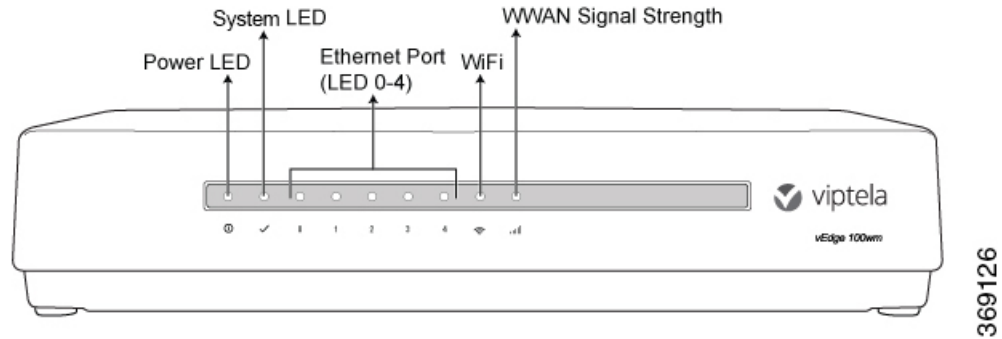 System LED
WWAN Signal Strength
Power LED
Ethernet Port
(LED 0-4)
WiFi
viptela
0 1 2 3 4
vEdge 100wm
369126